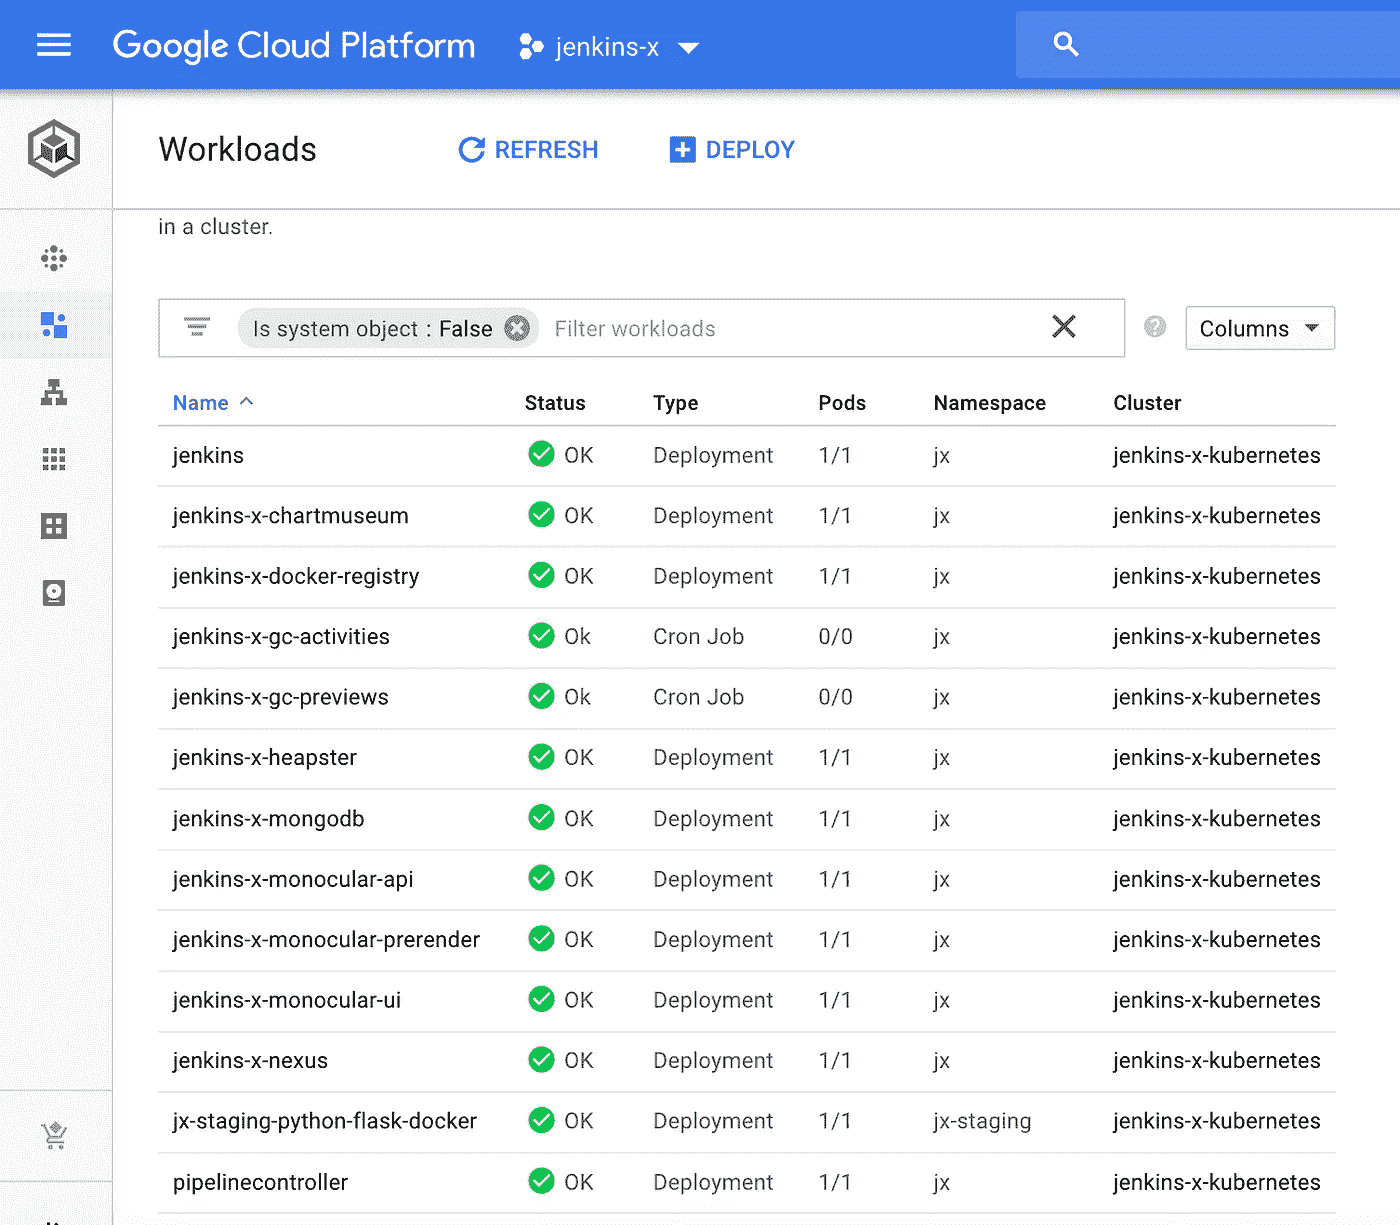 Google Cloud Platform jenkins-x
Workloads REFRESH DEPLOY
in a cluster.
Is system object : False Filter workloads Columns
Name Status Type Pods Namespace Cluster
jenkins OK Deployment 1/1 jx jenkins-x-kubernetes
jenkins-x-chartmuseum OK Deployment 1/1 jx jenkins-x-kubernetes
jenkins-x-docker-registry OK Deployment 1/1 jx jenkins-x-kubernetes
jenkins-x-gc-activities Ok Cron Job 0/0 jx jenkins-x-kubernetes
jenkins-x-gc-previews Ok Cron Job 0/0 jx jenkins-x-kubernetes
jenkins-x-heapster OK Deployment 1/1 jx jenkins-x-kubernetes
jenkins-x-mongodb OK Deployment 1/1 jx jenkins-x-kubernetes
jenkins-x-monocular-api OK Deployment 1/1 jx jenkins-x-kubernetes
jenkins-x-monocular-prerender OK Deployment 1/1 jx jenkins-x-kubernetes
jenkins-x-monocular-ui OK Deployment 1/1 jx jenkins-x-kubernetes
jenkins-x-nexus OK Deployment 1/1 jx jenkins-x-kubernetes
jx-staging-python-flask-docker OK Deployment 1/1 jx-staging jenkins-x-kubernetes
pipelinecontroller OK Deployment 1/1 jx jenkins-x-kubernetes